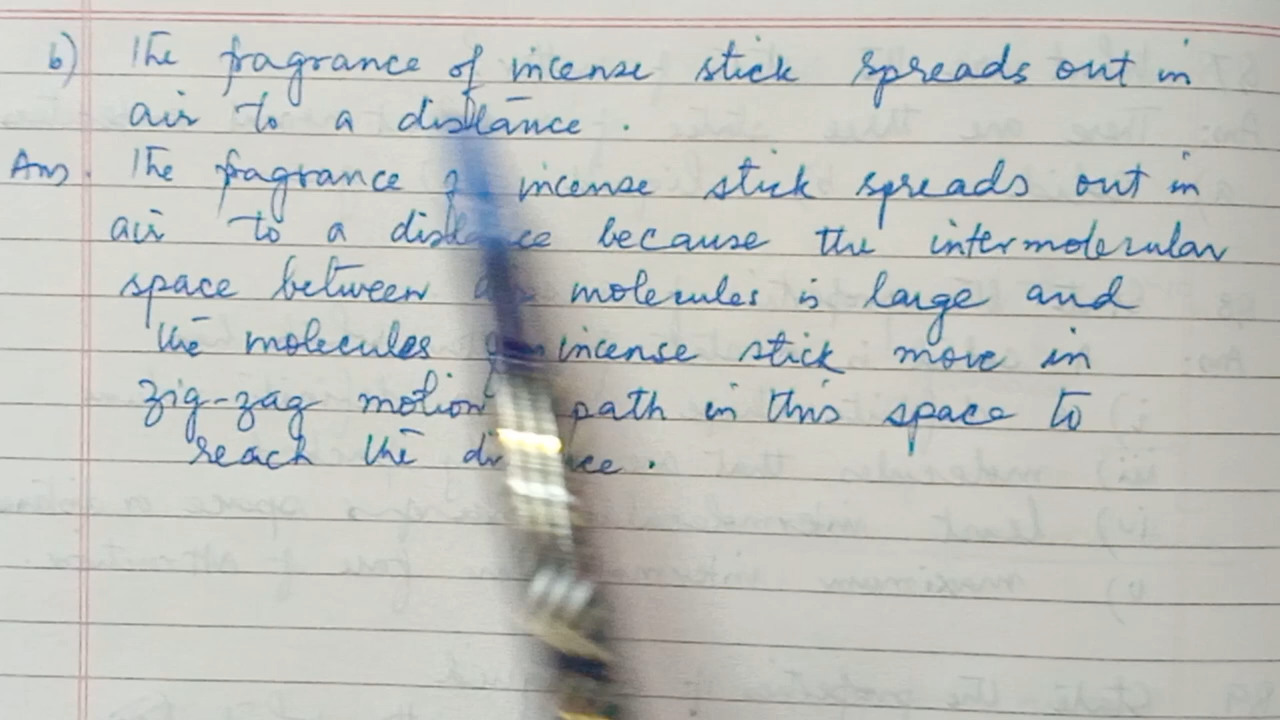 b) The fragrance of incense stick spreads out in
air to a distance .
Ans. The fragrance incense stick spreads out in
air to a distance because the intermolecular
space between molecules is large and
the molecules incense stick move in
zig-zag motion path in this space to
reach the .